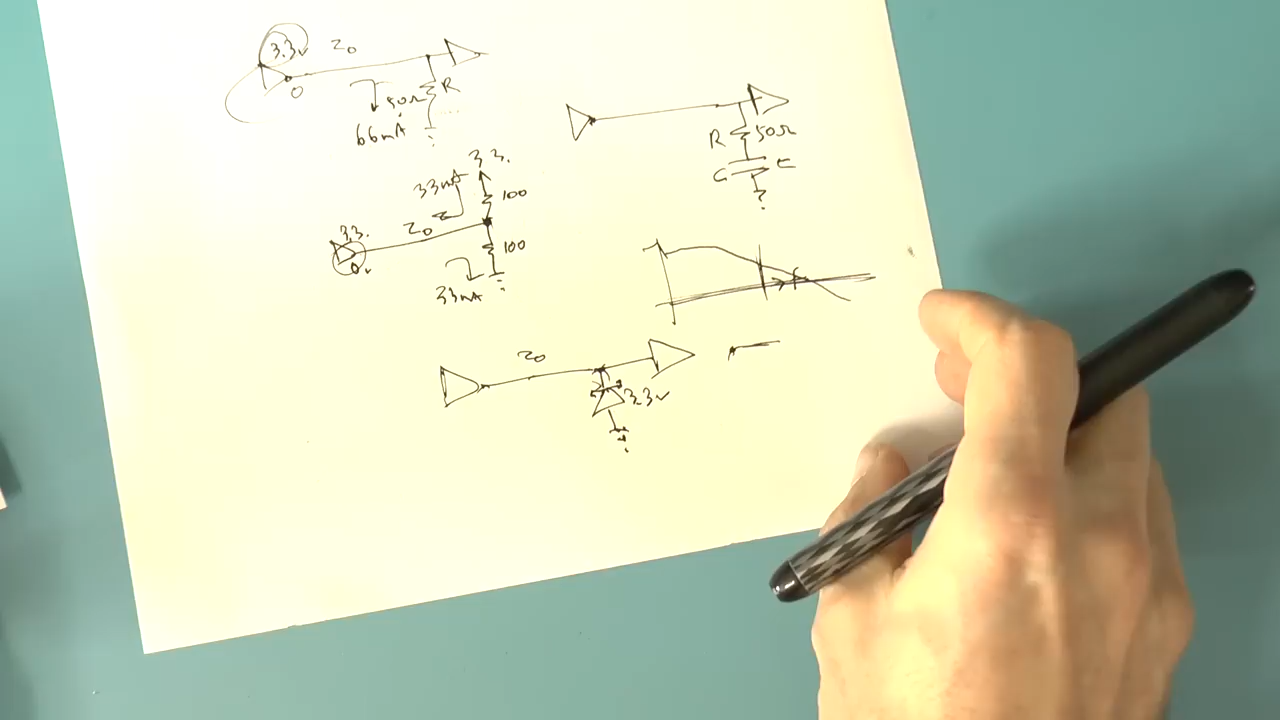 3.3v Z0
0
R
50Ω
66mA
R 50Ω
C
3.3.
33mA
100
3.3. Z0
100
0v
33mA
Z0
3.3v